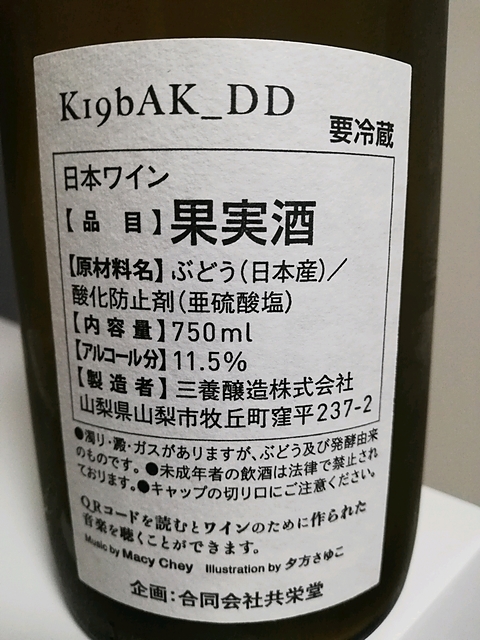 K19bAK_DD
要冷蔵
日本ワイン
【品 目】果実酒
【原材料名】ぶどう(日本産)/
酸化防止剤(亜硫酸塩)
【内容量】750ml
【アルコール分】11.5%
【製造者】三養醸造株式会社
山梨県山梨市牧丘町窪平237-2
●濁り・澱・ガスがありますが、ぶどう及び発酵由来
のものです。●未成年者の飲酒は法律で禁止され
ております。●キャップの切り口にご注意ください。
QRコードを読むとワインのために作られた
音楽を聴くことができます。
Music by Macy Chey Illustration by 夕方さゆこ
企画:合同会社共栄堂